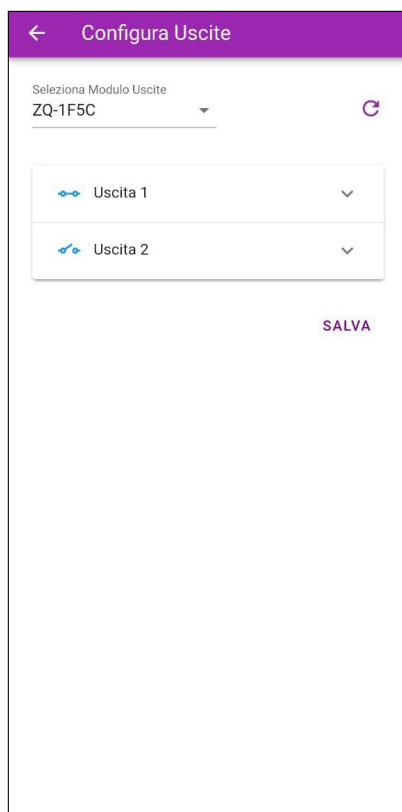 Configura Uscite
Seleziona Modulo Uscite
ZQ-1F5C
Uscita 1
Uscita 2
SALVA